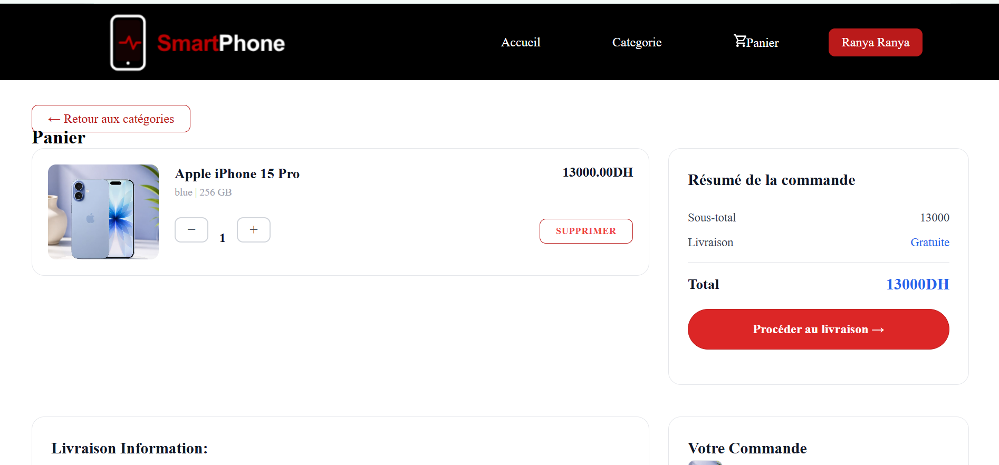 SmartPhone
Accueil
Categorie
Panier
Ranya Ranya
← Retour aux catégories
Panier
Apple iPhone 15 Pro
13000.00DH
blue | 256 GB
− 1 +
SUPPRIMER
Résumé de la commande
Sous-total 13000
Livraison Gratuite
Total 13000DH
Procéder au livraison →
Livraison Information:
Votre Commande